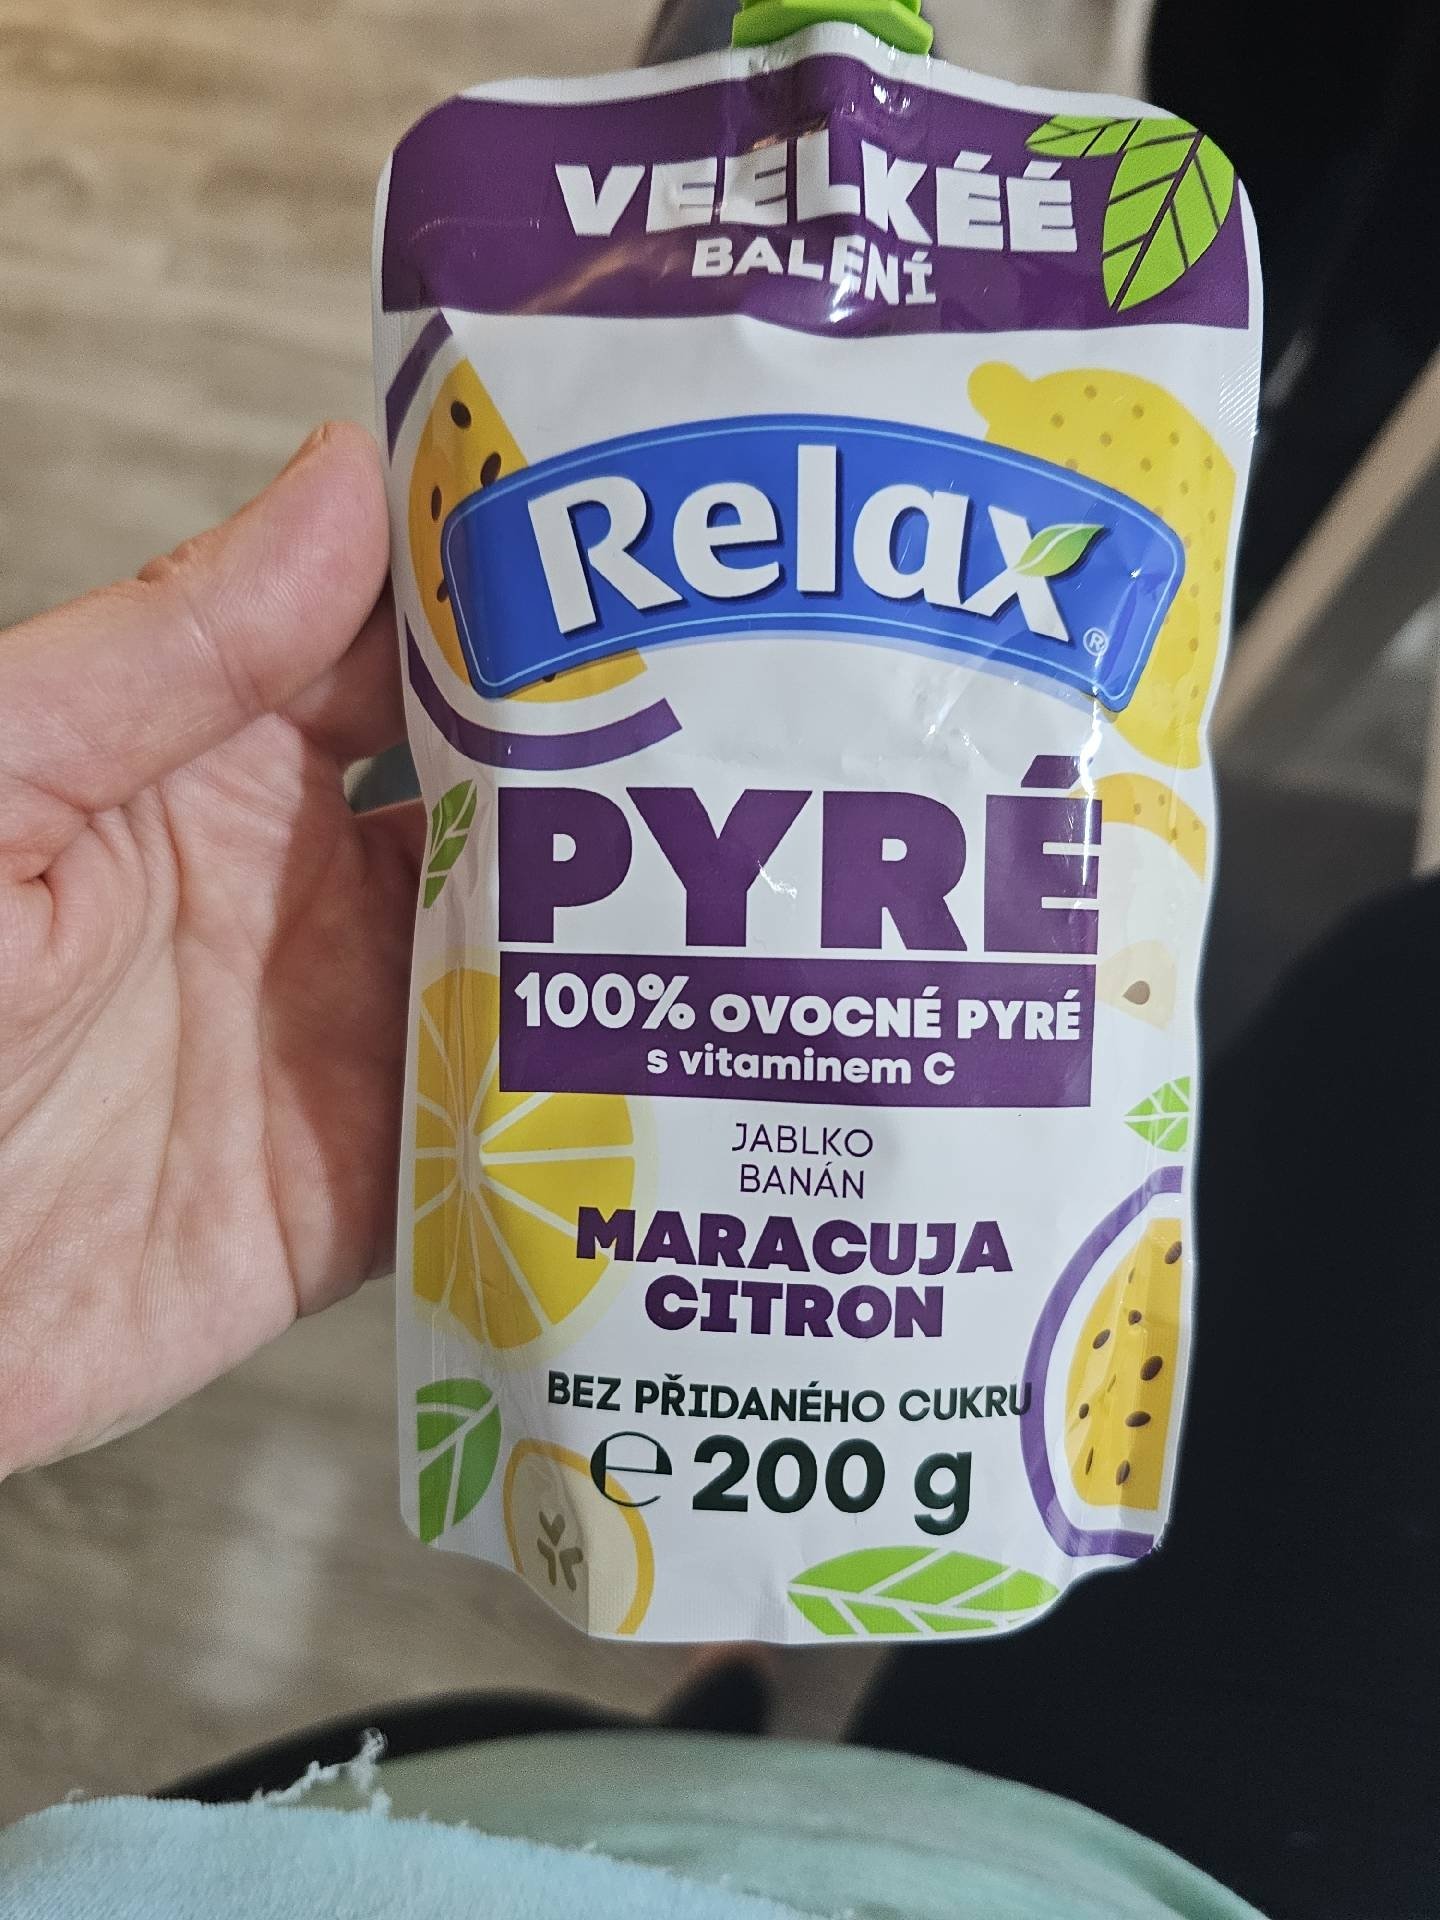 VEELKÉÉ
BALENÍ
Relax
®
PYRÉ
100% OVOCNÉ PYRÉ
s vitaminem C
JABLKO
BANÁN
MARACUJA
CITRON
BEZ PŘIDANÉHO CUKRU
℮ 200 g